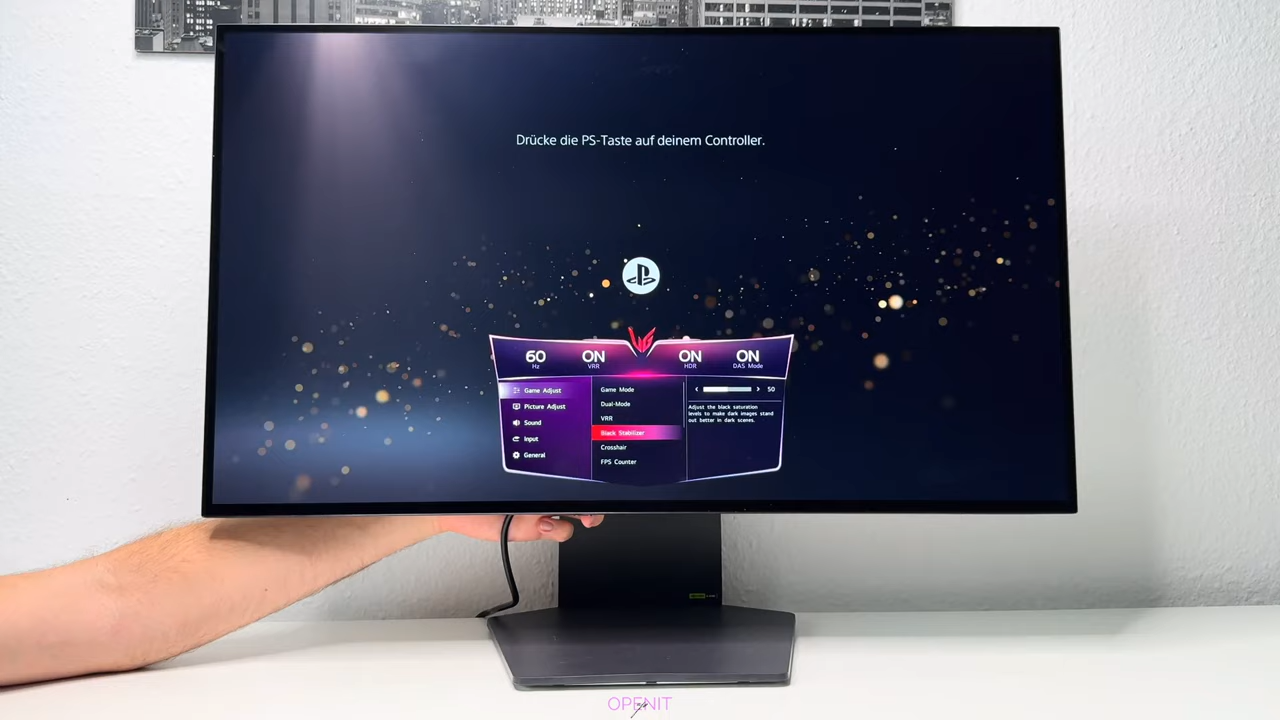 Drücke die PS-Taste auf deinem Controller.
60
Hz
ON
VRR
ON
HDR
ON
DAS Mode
Game Adjust
Picture Adjust
Sound
Input
General
Game Mode
Dual-Mode
VRR
Black Stabilizer
Crosshair
FPS Counter
50
Adjust the black saturation
levels to make dark images stand
out better in dark scenes.
OPENIT